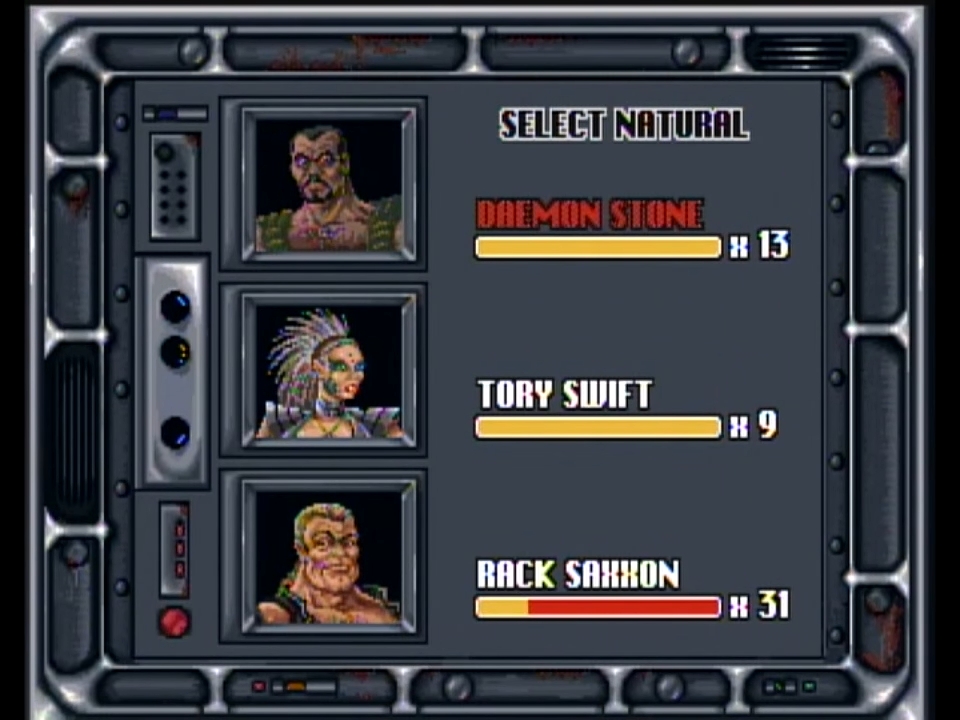 SELECT NATURAL
DAEMON STONE
x 13
TORY SWIFT
x 9
RACK SAXXON
x 31